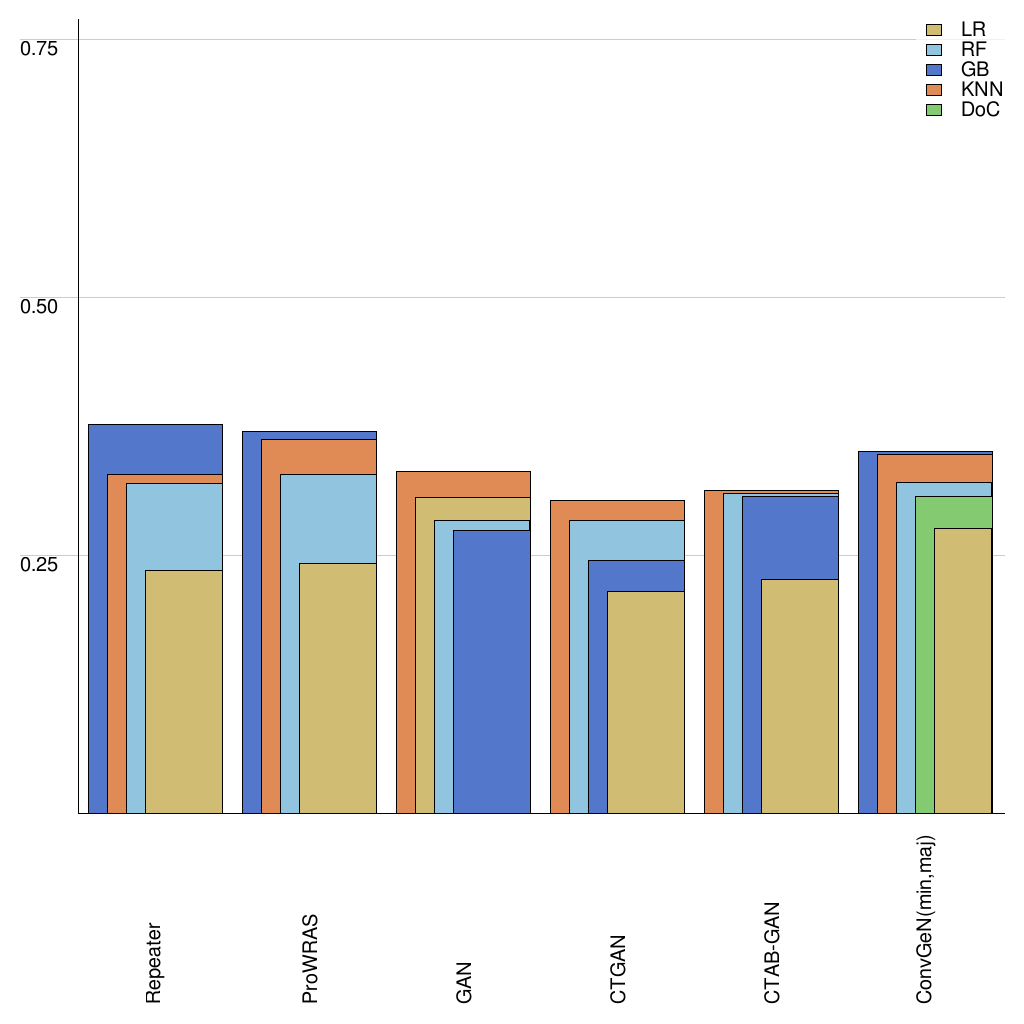 0.75
0.50
0.25
LR
RF
GB
KNN
DoC
Repeater
ProWRAS
GAN
CTGAN
CTAB-GAN
ConvGeN(min,maj)